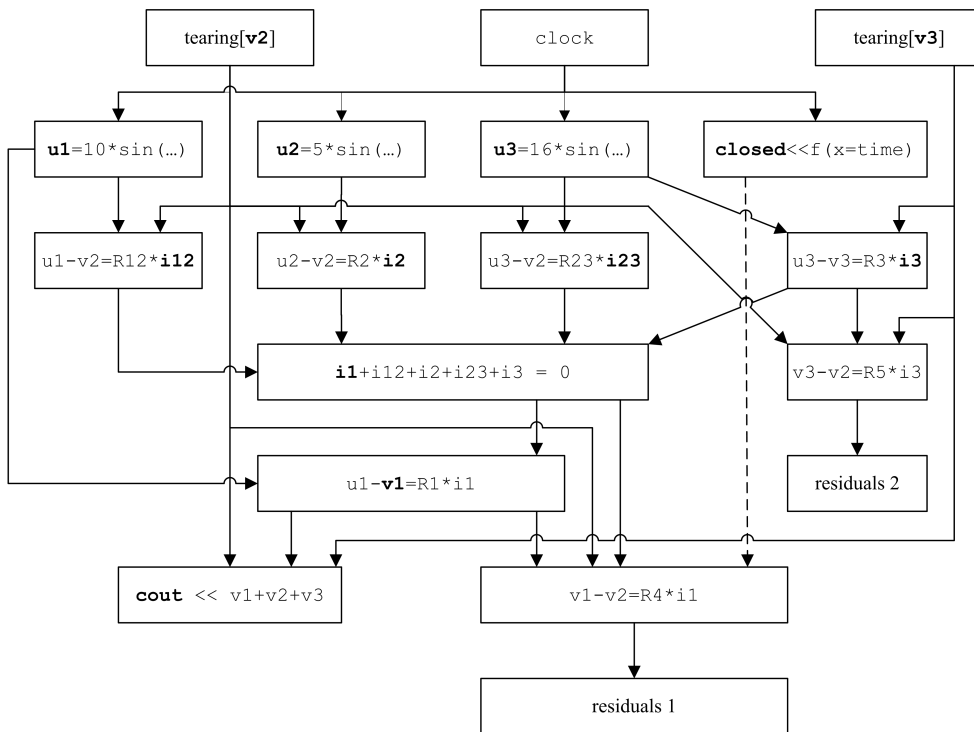 tearing[v2]
clock
tearing[v3]
u1=10*sin(…)
u2=5*sin(…)
u3=16*sin(…)
closed<<f(x=time)
u1-v2=R12*i12
u2-v2=R2*i2
u3-v2=R23*i23
u3-v3=R3*i3
i1+i12+i2+i23+i3 = 0
v3-v2=R5*i3
u1-v1=R1*i1
residuals 2
cout << v1+v2+v3
v1-v2=R4*i1
residuals 1